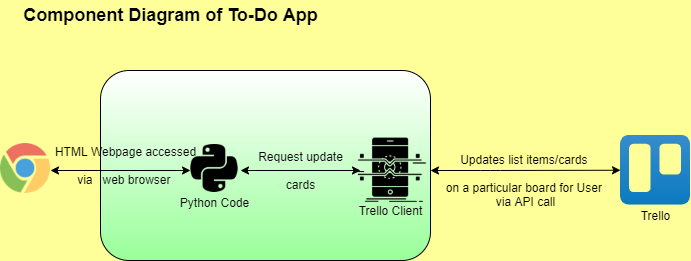 Component Diagram of To-Do App
HTML Webpage accessed
via web browser
Python Code
Request update
cards
Trello Client
Updates list items/cards
on a particular board for User
via API call
Trello